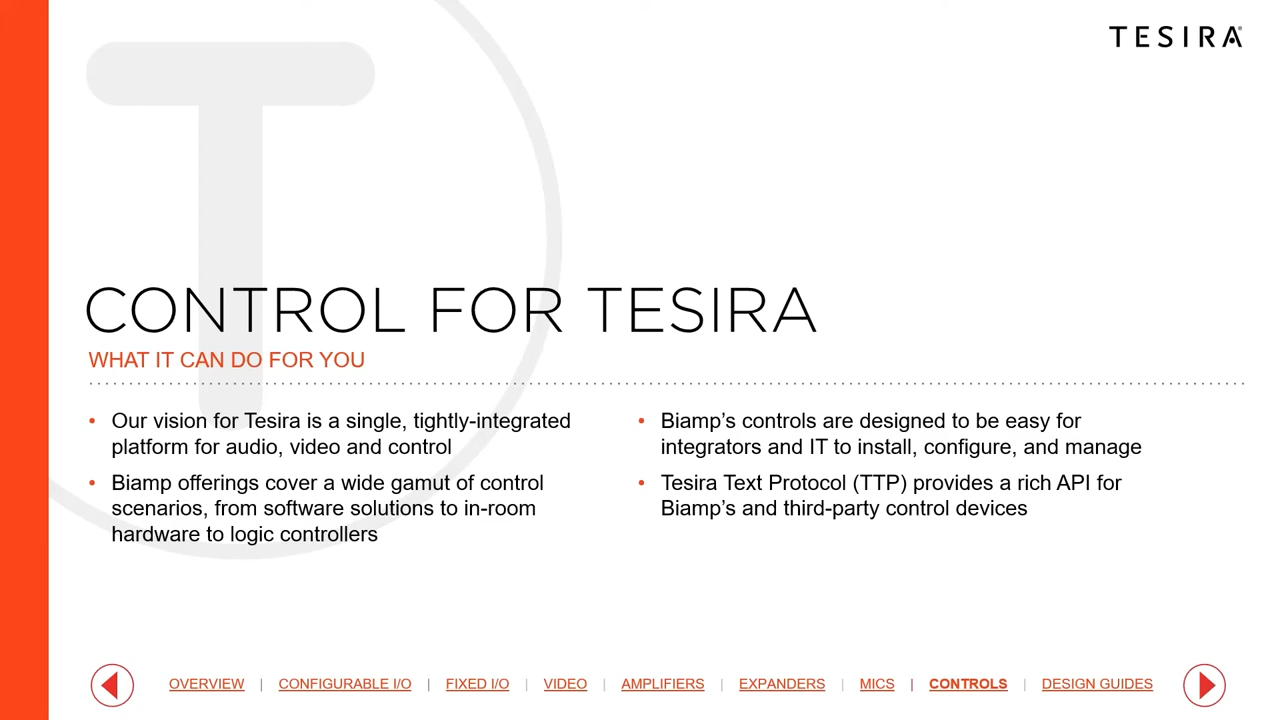 TESIRA
CONTROL FOR TESIRA
WHAT IT CAN DO FOR YOU
• Our vision for Tesira is a single, tightly-integrated
platform for audio, video and control
• Biamp offerings cover a wide gamut of control
scenarios, from software solutions to in-room
hardware to logic controllers
• Biamp’s controls are designed to be easy for
integrators and IT to install, configure, and manage
• Tesira Text Protocol (TTP) provides a rich API for
Biamp’s and third-party control devices
OVERVIEW | CONFIGURABLE I/O | FIXED I/O | VIDEO | AMPLIFIERS | EXPANDERS | MICS | CONTROLS | DESIGN GUIDES